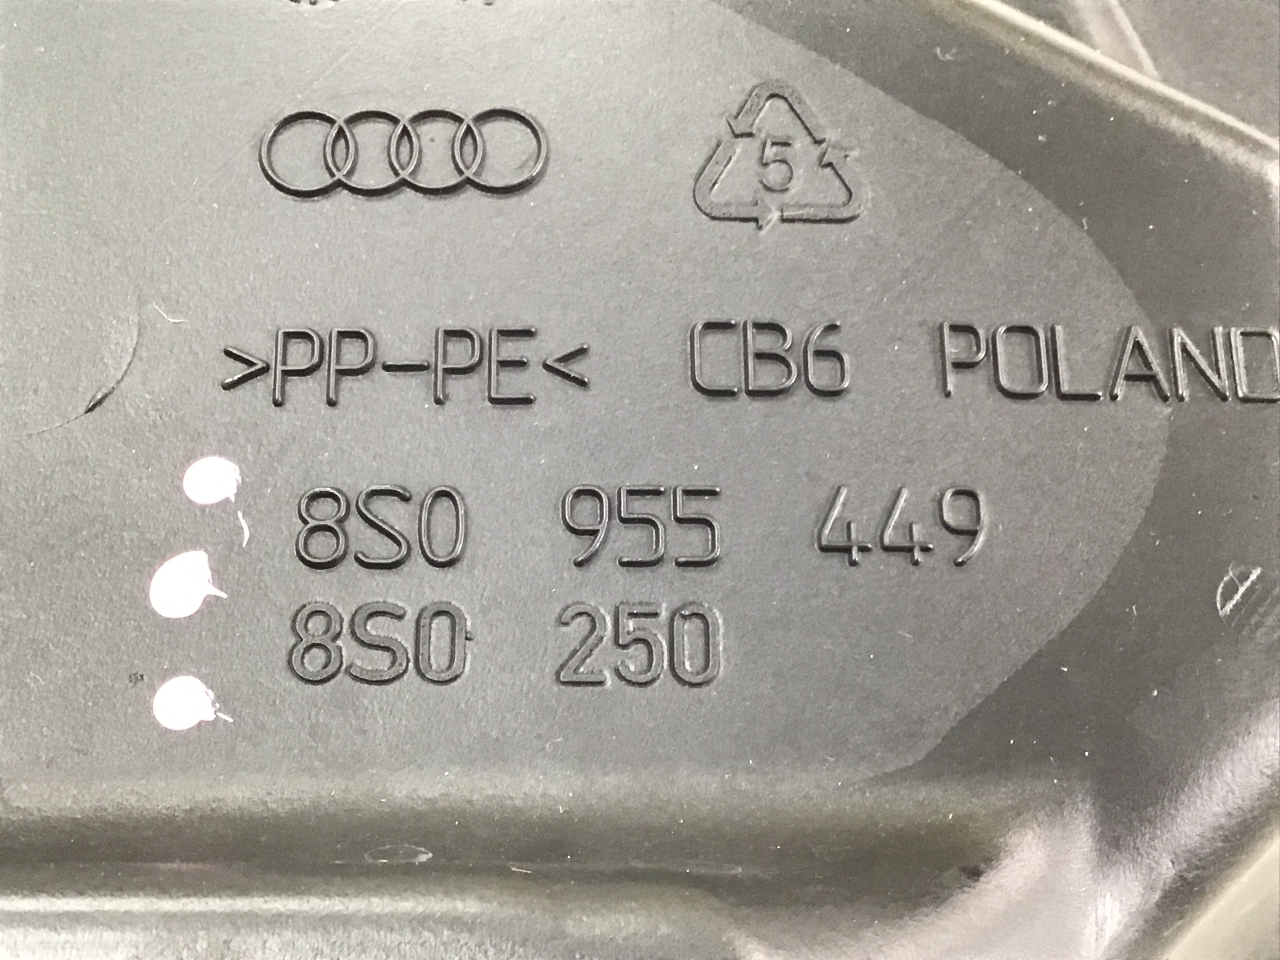 5
>PP-PE< CB6 POLAND
8S0 955 449
8S0 250